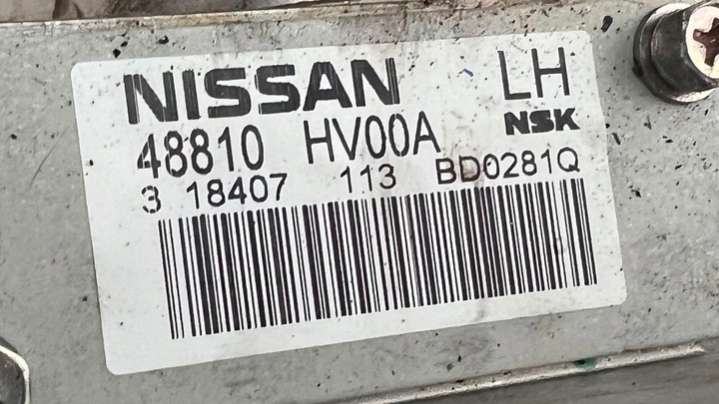 NISSAN LH
48810 HV00A NSK
3 18407 113 BD0281Q